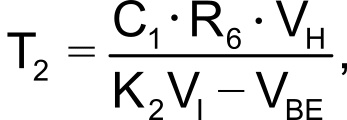 T₂ = C₁·R₆·V_H / K₂V_I − V_BE,